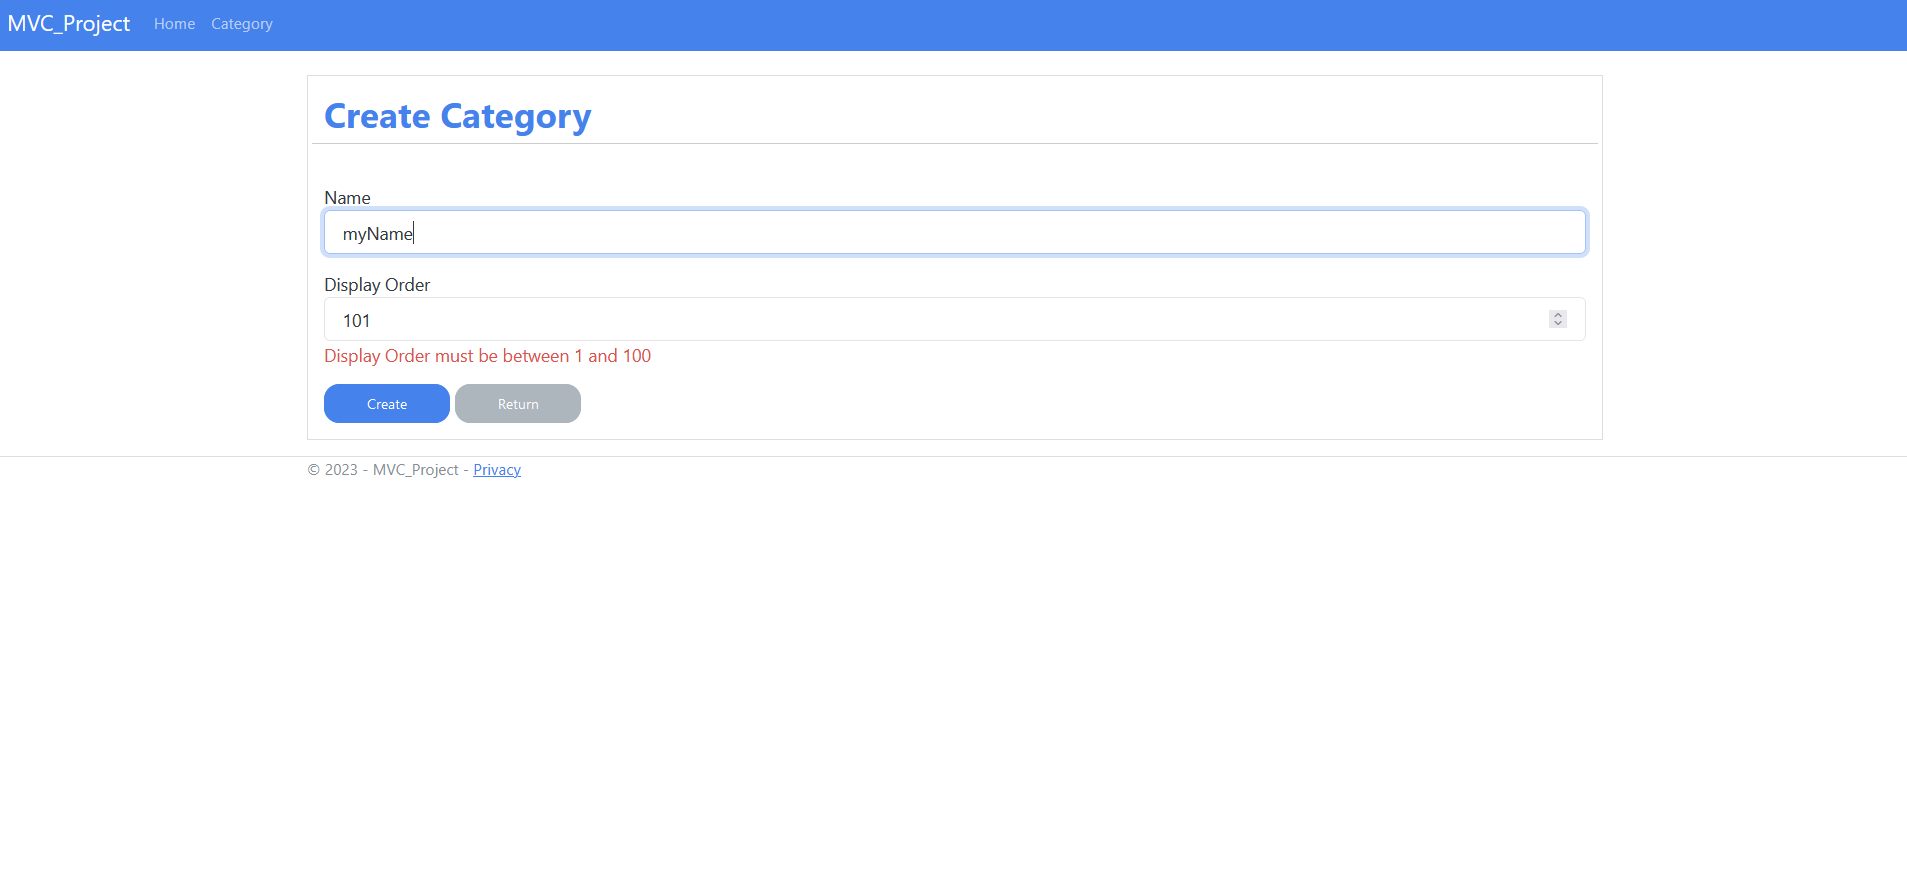 MVC_Project Home Category
Create Category
Name
myName
Display Order
101
Display Order must be between 1 and 100
Create Return
© 2023 - MVC_Project - Privacy